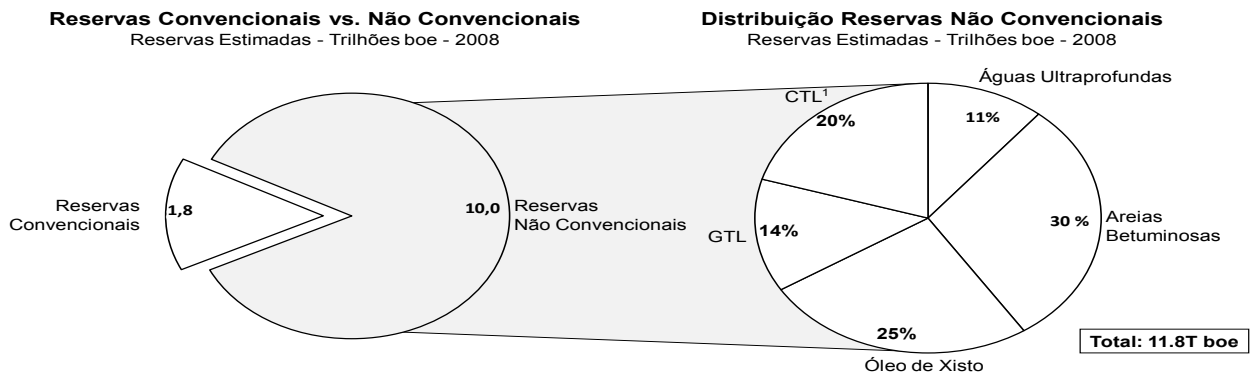 Reservas Convencionais vs. Não Convencionais
Reservas Estimadas - Trilhões boe - 2008
Reservas
Convencionais
1,8
10,0
Reservas
Não Convencionais
Distribuição Reservas Não Convencionais
Reservas Estimadas - Trilhões boe - 2008
CTL¹
20%
Águas Ultraprofundas
11%
GTL
14%
30 %
Areias
Betuminosas
25%
Óleo de Xisto
Total: 11.8T boe